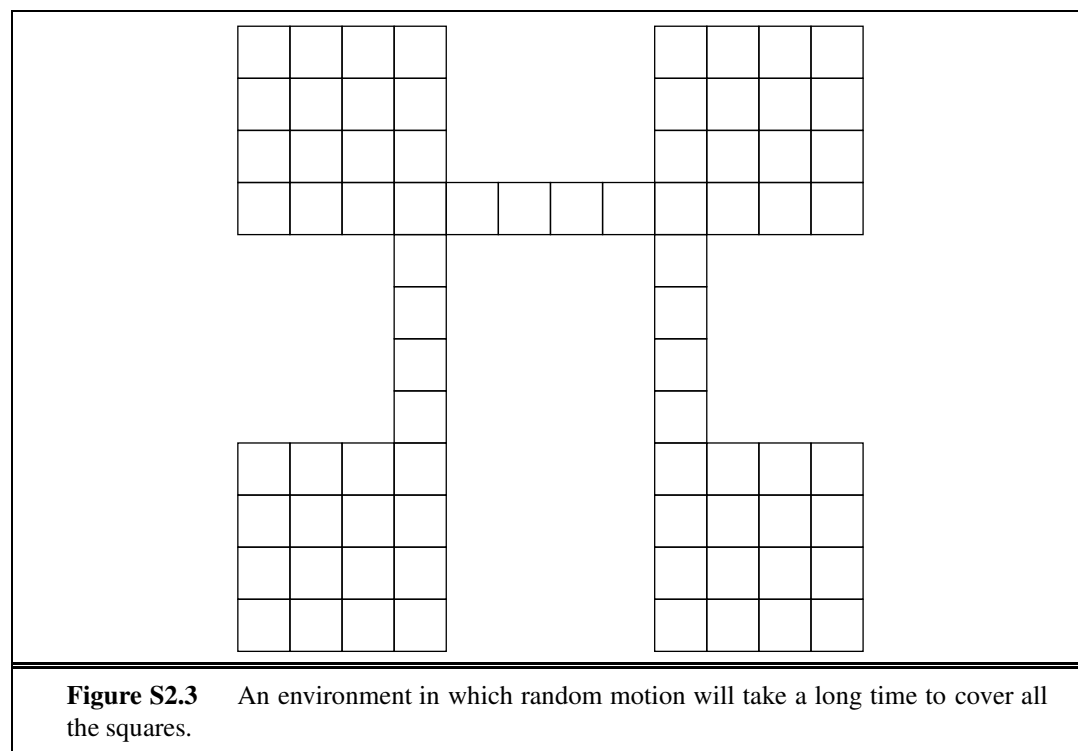 Figure S2.3 An environment in which random motion will take a long time to cover all
the squares.